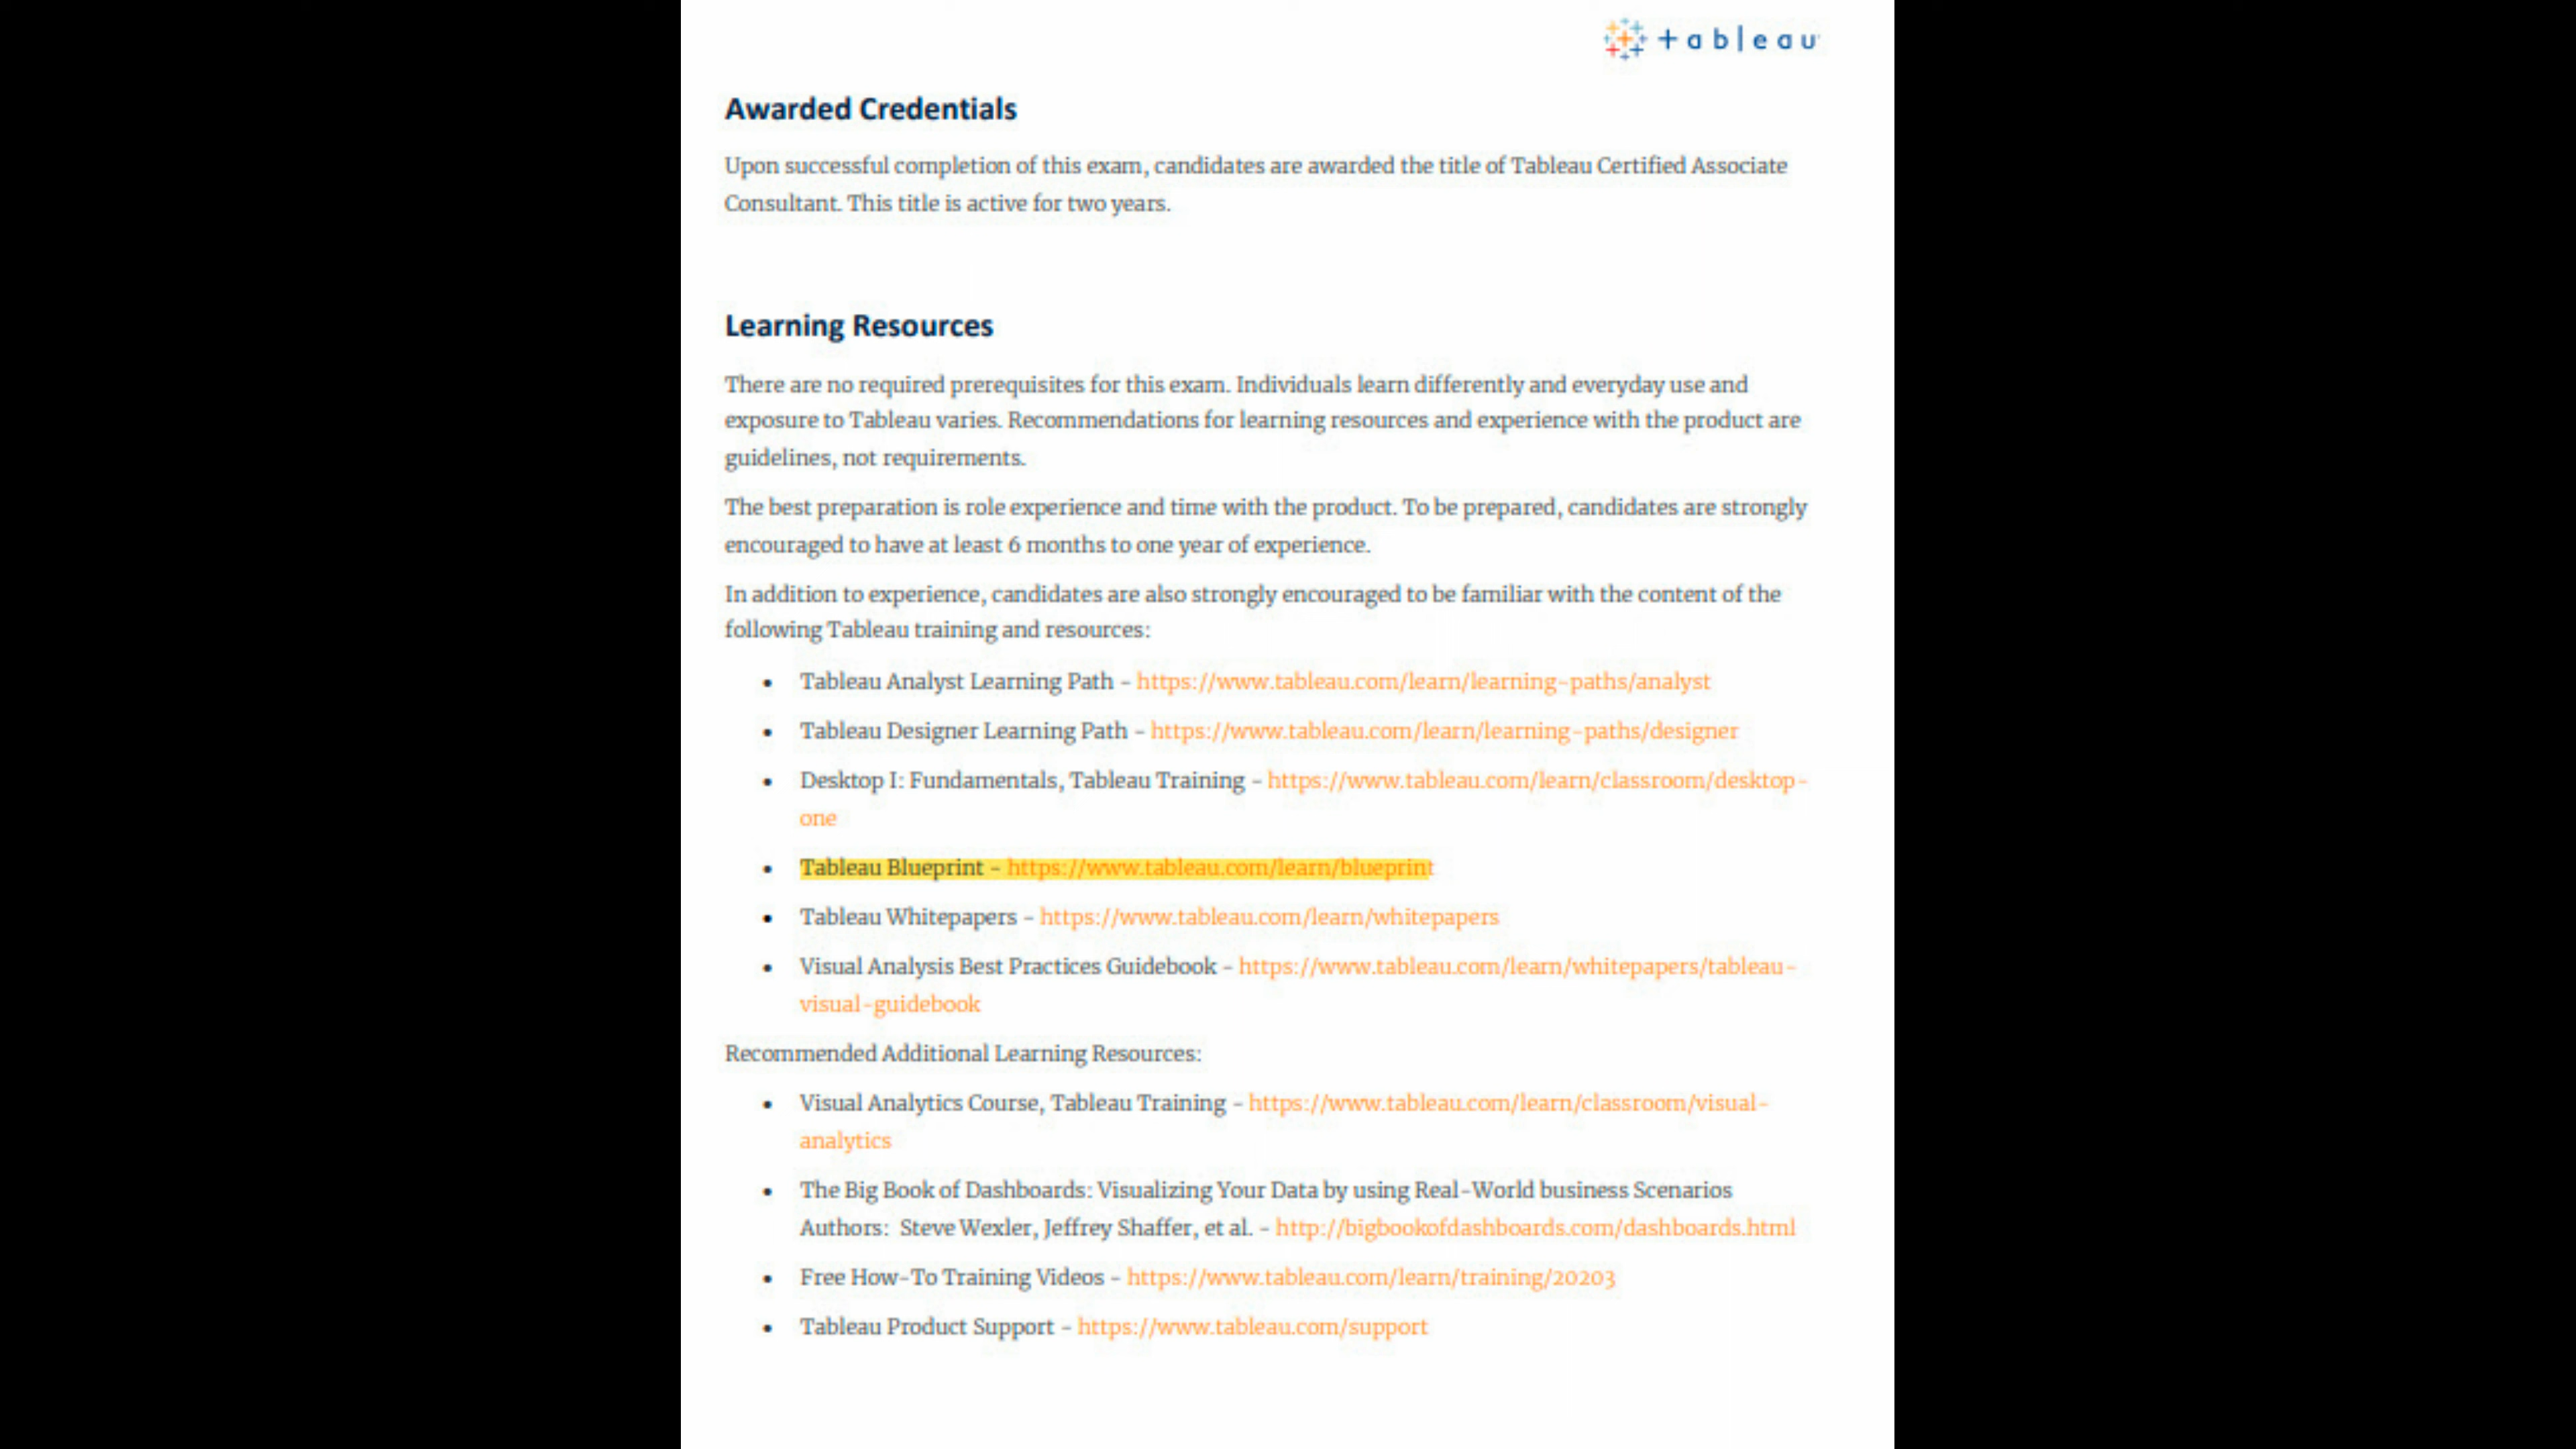 tableau
Awarded Credentials
Upon successful completion of this exam, candidates are awarded the title of Tableau Certified Associate
Consultant. This title is active for two years.
Learning Resources
There are no required prerequisites for this exam. Individuals learn differently and everyday use and
exposure to Tableau varies. Recommendations for learning resources and experience with the product are
guidelines, not requirements.
The best preparation is role experience and time with the product. To be prepared, candidates are strongly
encouraged to have at least 6 months to one year of experience.
In addition to experience, candidates are also strongly encouraged to be familiar with the content of the
following Tableau training and resources:
• Tableau Analyst Learning Path – https://www.tableau.com/learn/learning-paths/analyst
• Tableau Designer Learning Path – https://www.tableau.com/learn/learning-paths/designer
• Desktop I: Fundamentals, Tableau Training – https://www.tableau.com/learn/classroom/desktop-
one
• Tableau Blueprint – https://www.tableau.com/learn/blueprint
• Tableau Whitepapers – https://www.tableau.com/learn/whitepapers
• Visual Analysis Best Practices Guidebook – https://www.tableau.com/learn/whitepapers/tableau-
visual-guidebook
Recommended Additional Learning Resources:
• Visual Analytics Course, Tableau Training – https://www.tableau.com/learn/classroom/visual-
analytics
• The Big Book of Dashboards: Visualizing Your Data by using Real-World business Scenarios
Authors: Steve Wexler, Jeffrey Shaffer, et al. – http://bigbookofdashboards.com/dashboards.html
• Free How-To Training Videos – https://www.tableau.com/learn/training/20203
• Tableau Product Support – https://www.tableau.com/support